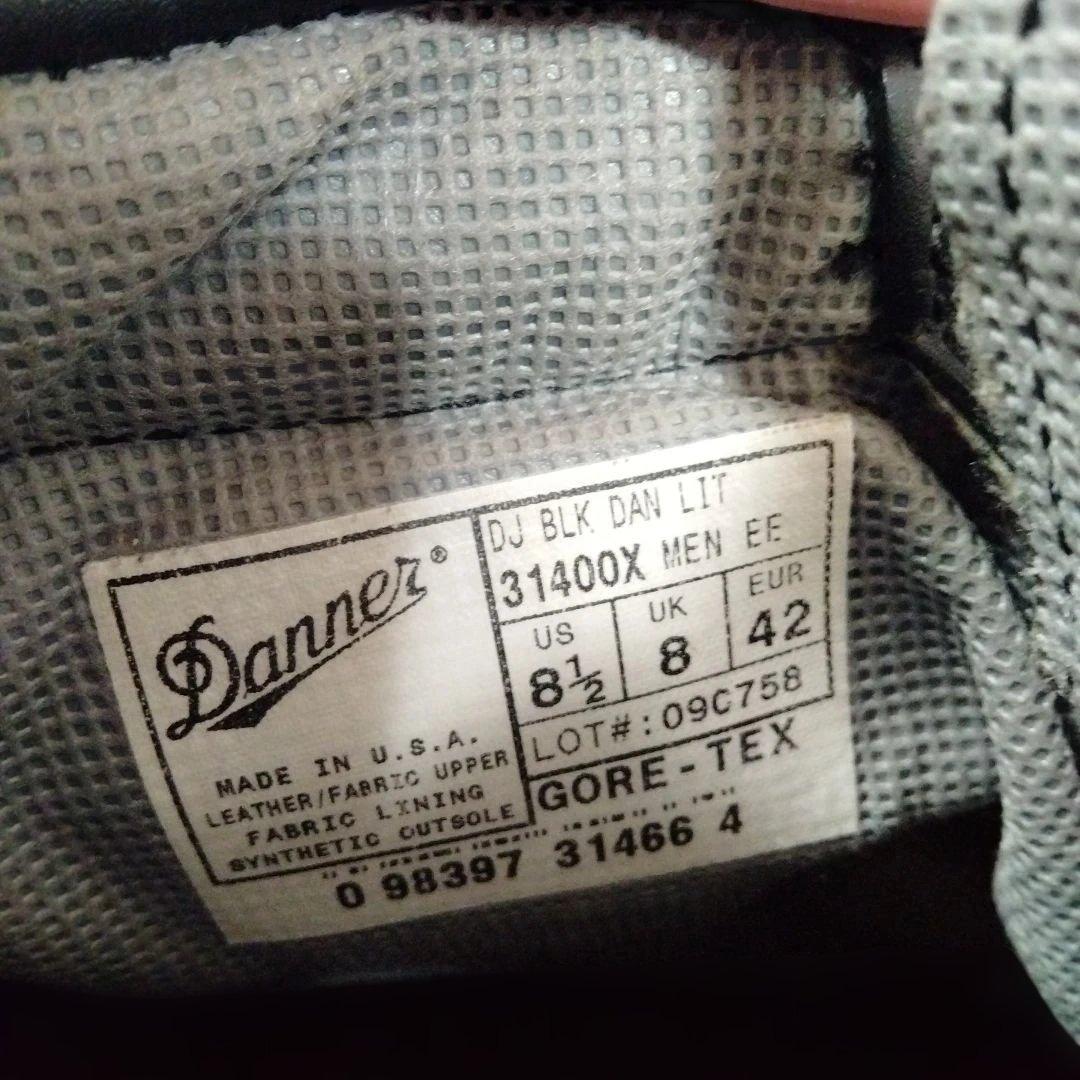 Danner®
MADE IN U.S.A.
LEATHER/FABRIC UPPER
FABRIC LINING
SYNTHETIC OUTSOLE
DJ BLK DAN LIT
31400X MEN EE
US UK EUR
8½ 8 42
LOT#:09C758
GORE-TEX
0 98397 31466 4